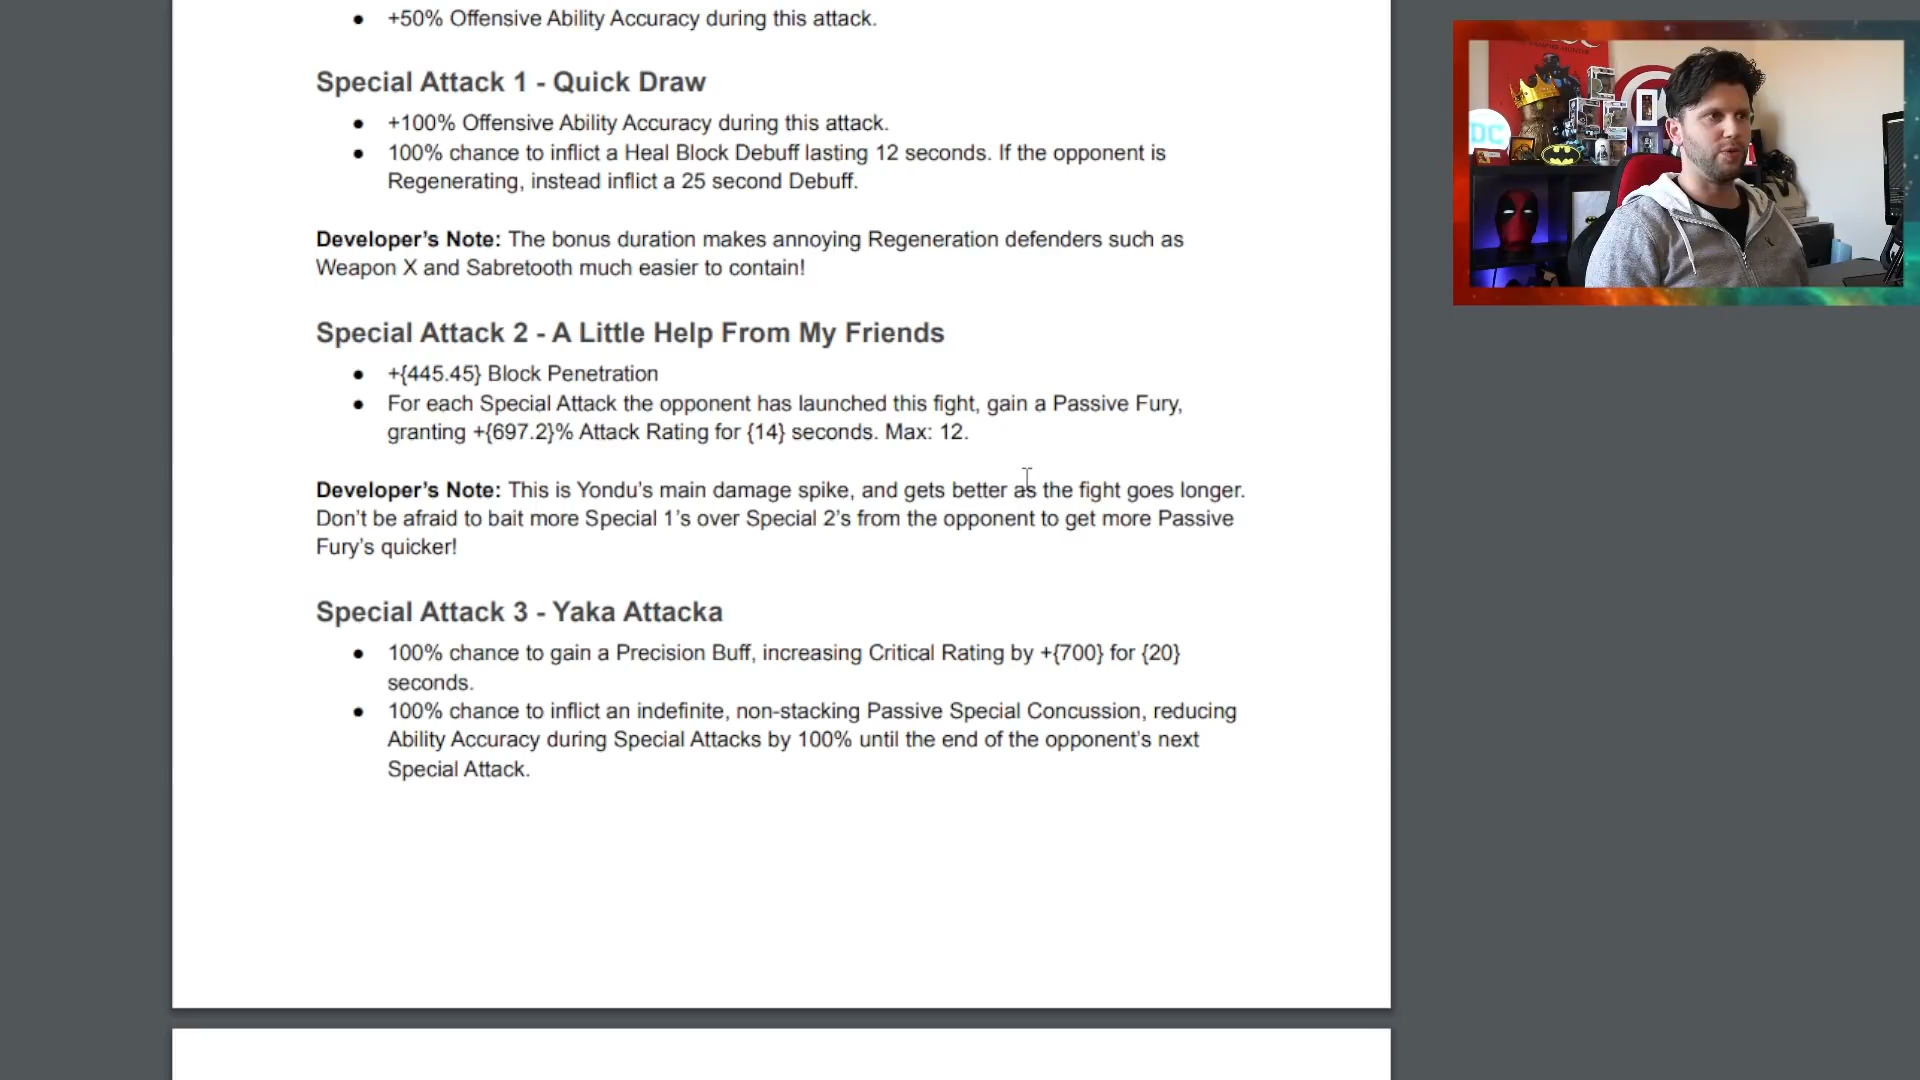 +50% Offensive Ability Accuracy during this attack.
Special Attack 1 - Quick Draw
+100% Offensive Ability Accuracy during this attack.
100% chance to inflict a Heal Block Debuff lasting 12 seconds. If the opponent is
Regenerating, instead inflict a 25 second Debuff.
Developer’s Note: The bonus duration makes annoying Regeneration defenders such as
Weapon X and Sabretooth much easier to contain!
Special Attack 2 - A Little Help From My Friends
+{445.45} Block Penetration
For each Special Attack the opponent has launched this fight, gain a Passive Fury,
granting +{697.2}% Attack Rating for {14} seconds. Max: 12.
Developer’s Note: This is Yondu’s main damage spike, and gets better as the fight goes longer.
Don’t be afraid to bait more Special 1’s over Special 2’s from the opponent to get more Passive
Fury’s quicker!
Special Attack 3 - Yaka Attacka
100% chance to gain a Precision Buff, increasing Critical Rating by +{700} for {20}
seconds.
100% chance to inflict an indefinite, non-stacking Passive Special Concussion, reducing
Ability Accuracy during Special Attacks by 100% until the end of the opponent’s next
Special Attack.
DC